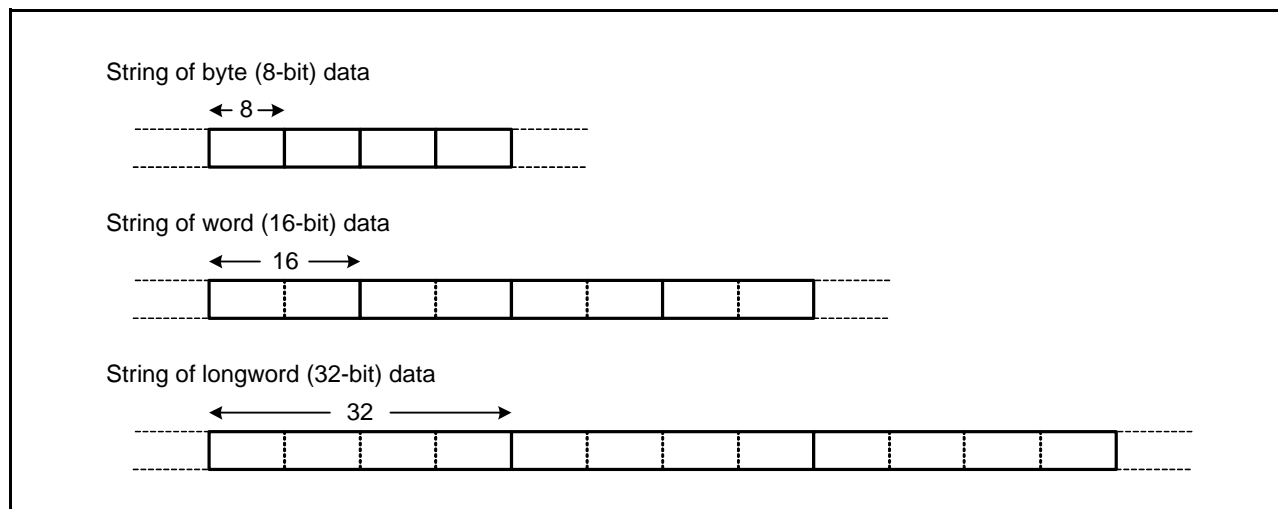 String of byte (8-bit) data
8
String of word (16-bit) data
16
String of longword (32-bit) data
32